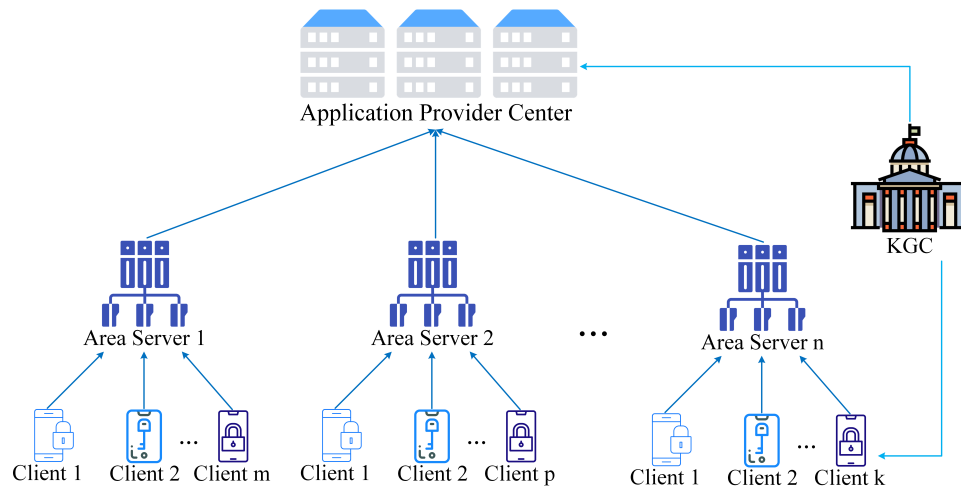 Application Provider Center
KGC
Area Server 1
Area Server 2
...
Area Server n
Client 1
Client 2
...
Client m
Client 1
Client 2
...
Client p
Client 1
Client 2
...
Client k